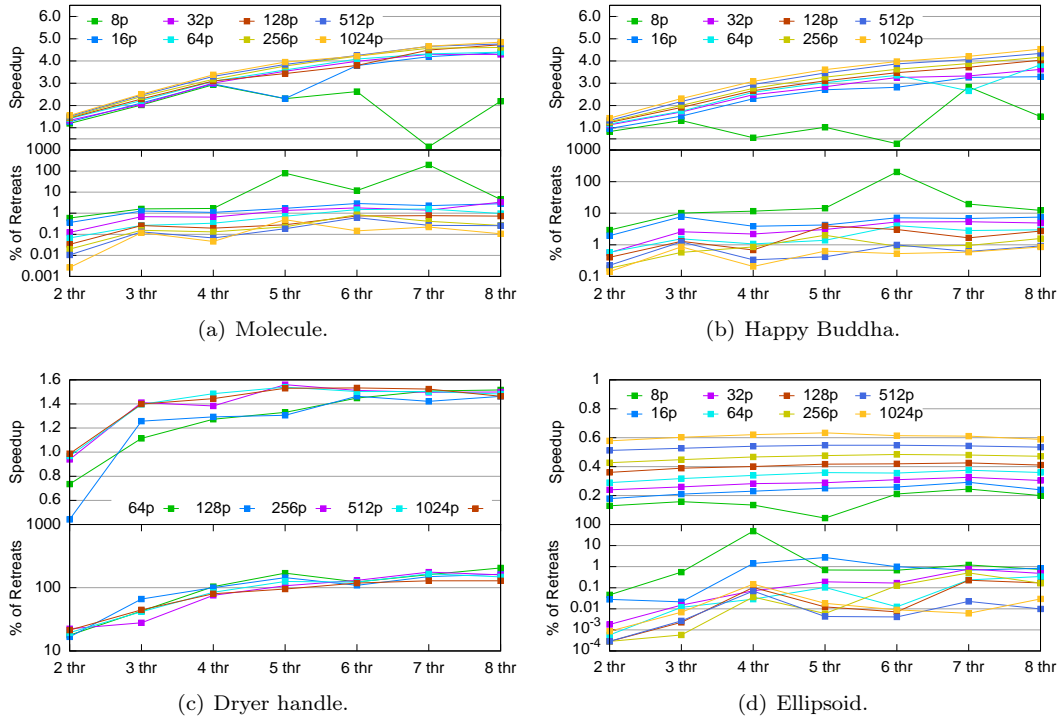 6.0
5.0
4.0
3.0
2.0
1.0
Speedup
8p 32p 128p 512p
16p 64p 256p 1024p
1000
100
10
1
0.1
0.01
0.001
% of Retreats
2 thr 3 thr 4 thr 5 thr 6 thr 7 thr 8 thr
(a) Molecule.
6.0
5.0
4.0
3.0
2.0
1.0
Speedup
8p 32p 128p 512p
16p 64p 256p 1024p
1000
100
10
1
0.1
% of Retreats
2 thr 3 thr 4 thr 5 thr 6 thr 7 thr 8 thr
(b) Happy Buddha.
1.6
1.4
1.2
1.0
0.8
0.6
Speedup
64p 128p 256p 512p 1024p
1000
100
10
% of Retreats
2 thr 3 thr 4 thr 5 thr 6 thr 7 thr 8 thr
(c) Dryer handle.
1
0.8
0.6
0.4
0.2
Speedup
8p 32p 128p 512p
16p 64p 256p 1024p
100
10
1
0.1
0.01
10⁻³
10⁻⁴
% of Retreats
2 thr 3 thr 4 thr 5 thr 6 thr 7 thr 8 thr
(d) Ellipsoid.